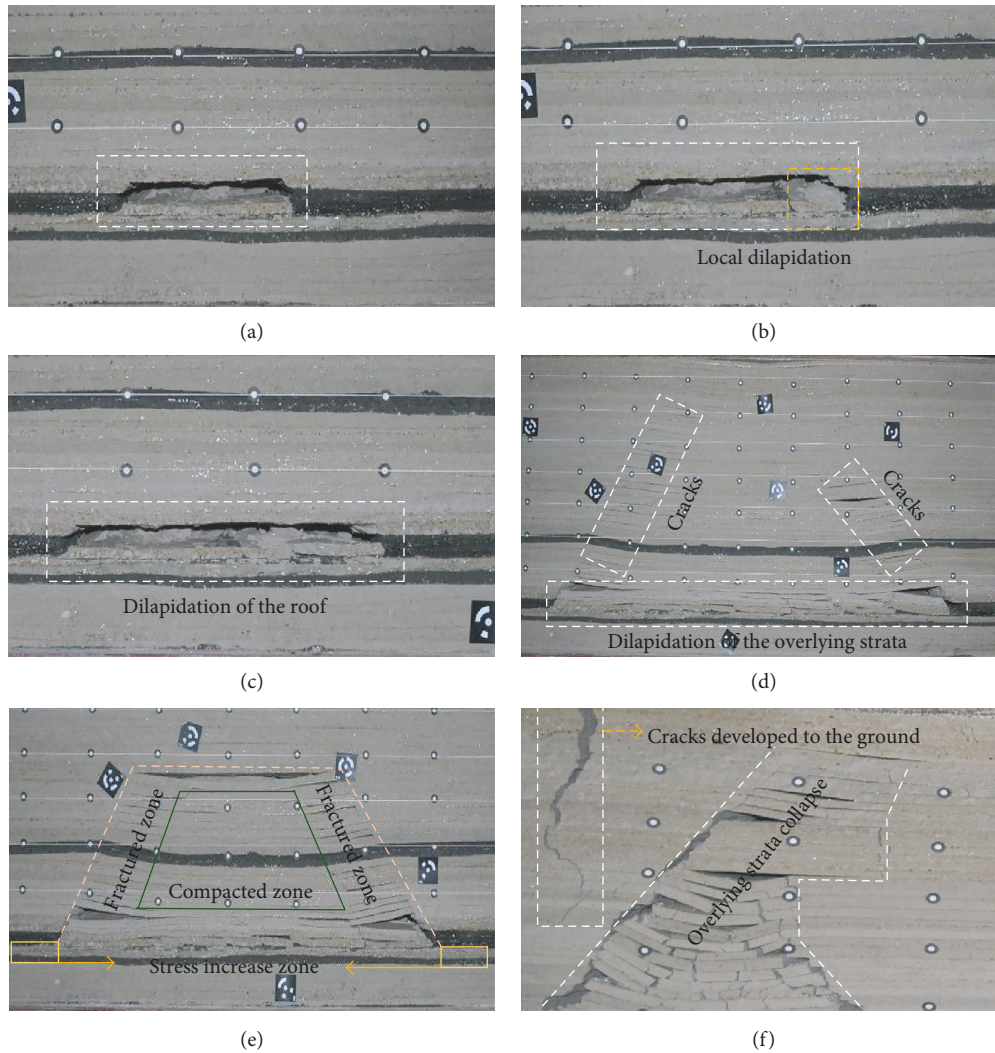 (a)
Local dilapidation
(b)
Dilapidation of the roof
(c)
Cracks
Cracks
Dilapidation of the overlying strata
(d)
Fractured zone
Fractured zone
Compacted zone
Stress increase zone
(e)
Cracks developed to the ground
Overlying strata collapse
(f)